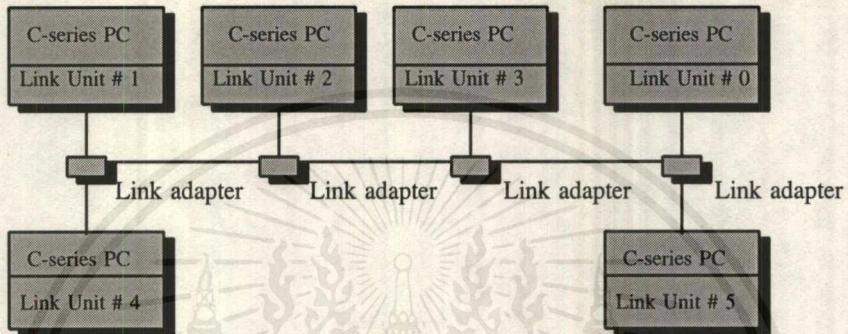 C-series PC
Link Unit # 1
C-series PC
Link Unit # 2
C-series PC
Link Unit # 3
C-series PC
Link Unit # 0
Link adapter
Link adapter
Link adapter
Link adapter
C-series PC
Link Unit # 4
C-series PC
Link Unit # 5